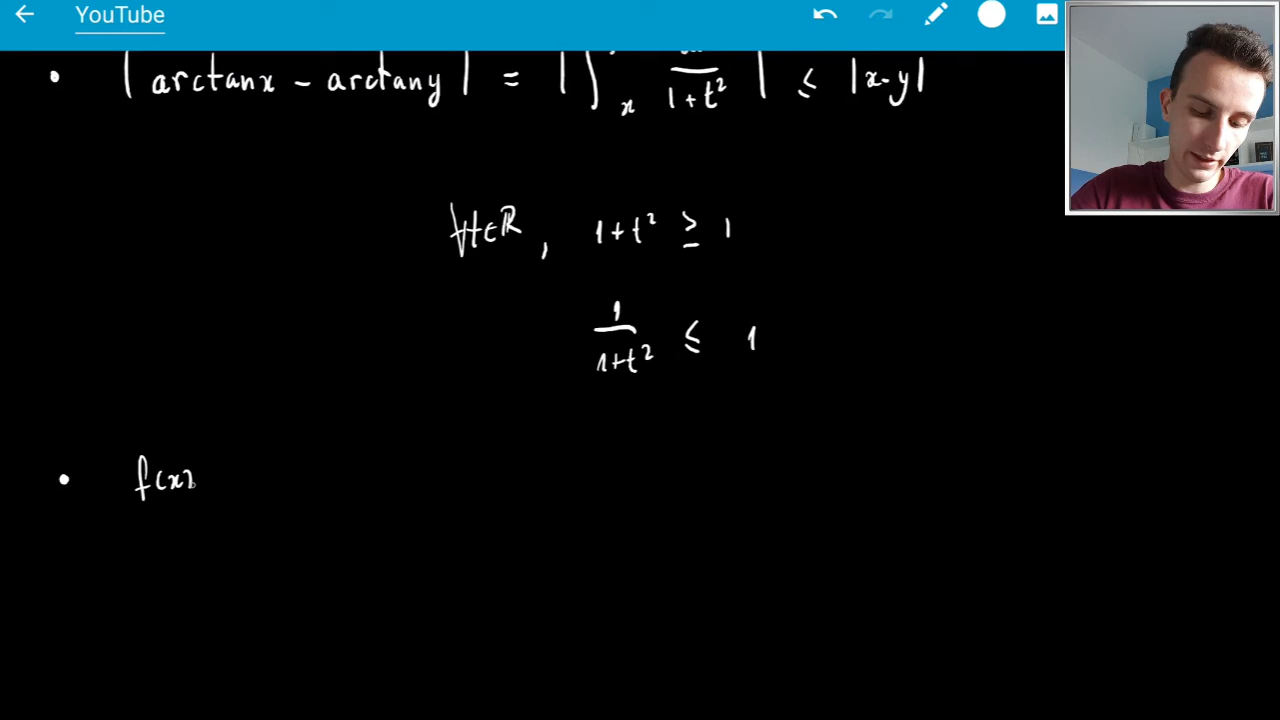 YouTube
• | arctanx - arctany | = | ∫ₓ 1+t² | ≤ |x-y|
∀t∈ℝ, 1+t² ≥ 1
1/1+t² ≤ 1
• f(x)